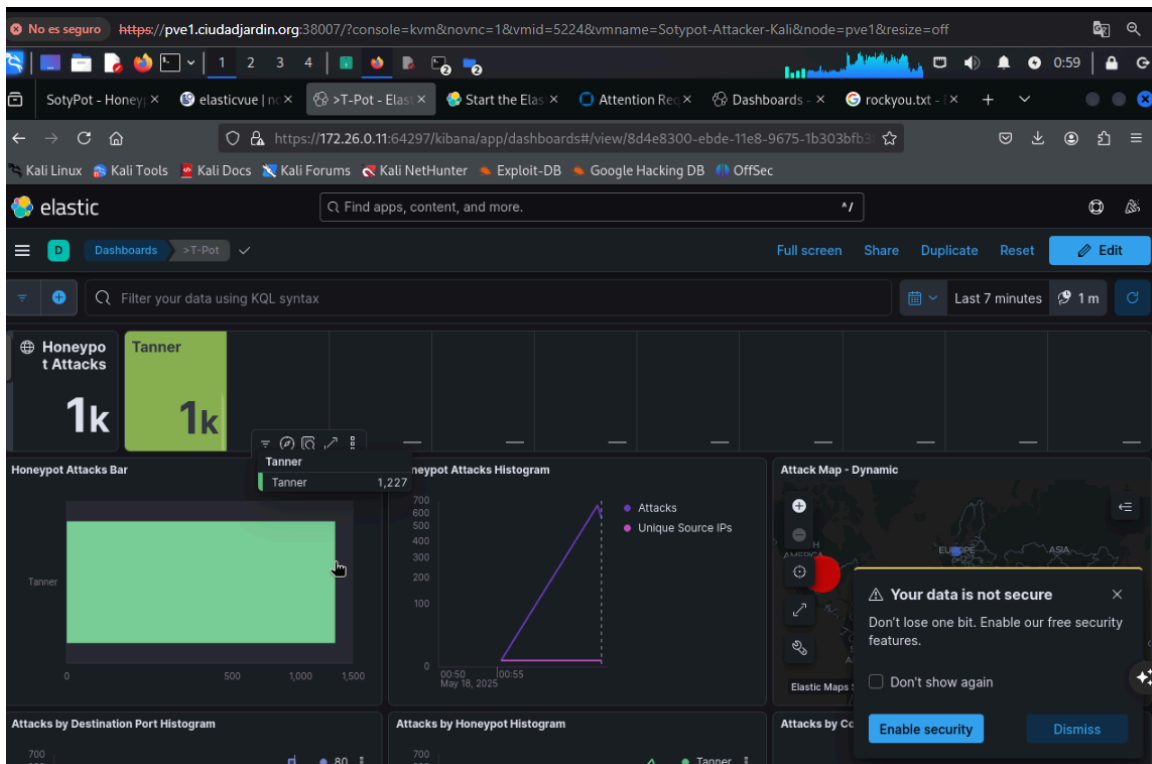 No es seguro https://pve1.ciudadjardin.org:38007/?console=kvm&novnc=1&vmid=5224&vmname=Sotypot-Attacker-Kali&node=pve1&resize=off
1 2 3 4 0:59
SotyPot - Honey elasticvue | no >T-Pot - Elast Start the Elas Attention Req Dashboards - rockyou.txt -
https://172.26.0.11:64297/kibana/app/dashboards#/view/8d4e8300-ebde-11e8-9675-1b303bfb3
Kali Linux Kali Tools Kali Docs Kali Forums Kali NetHunter Exploit-DB Google Hacking DB OffSec
elastic Find apps, content, and more. ^/
D Dashboards >T-Pot Full screen Share Duplicate Reset Edit
Filter your data using KQL syntax Last 7 minutes 1 m
Honeypo
t Attacks
1k
Tanner
1k
Honeypot Attacks Bar
Tanner
Tanner 1,227
Tanner
0 500 1,000 1,500
neypot Attacks Histogram
700
600
500
400
300
200
100
0
00:50 00:55
May 18, 2025
Attacks
Unique Source IPs
Attack Map - Dynamic
EUROPE ASIA
AMERICA
Elastic Maps
Your data is not secure
Don't lose one bit. Enable our free security
features.
Don't show again
Enable security Dismiss
Attacks by Destination Port Histogram
700
80
Attacks by Honeypot Histogram
700
Tanner
Attacks by Co